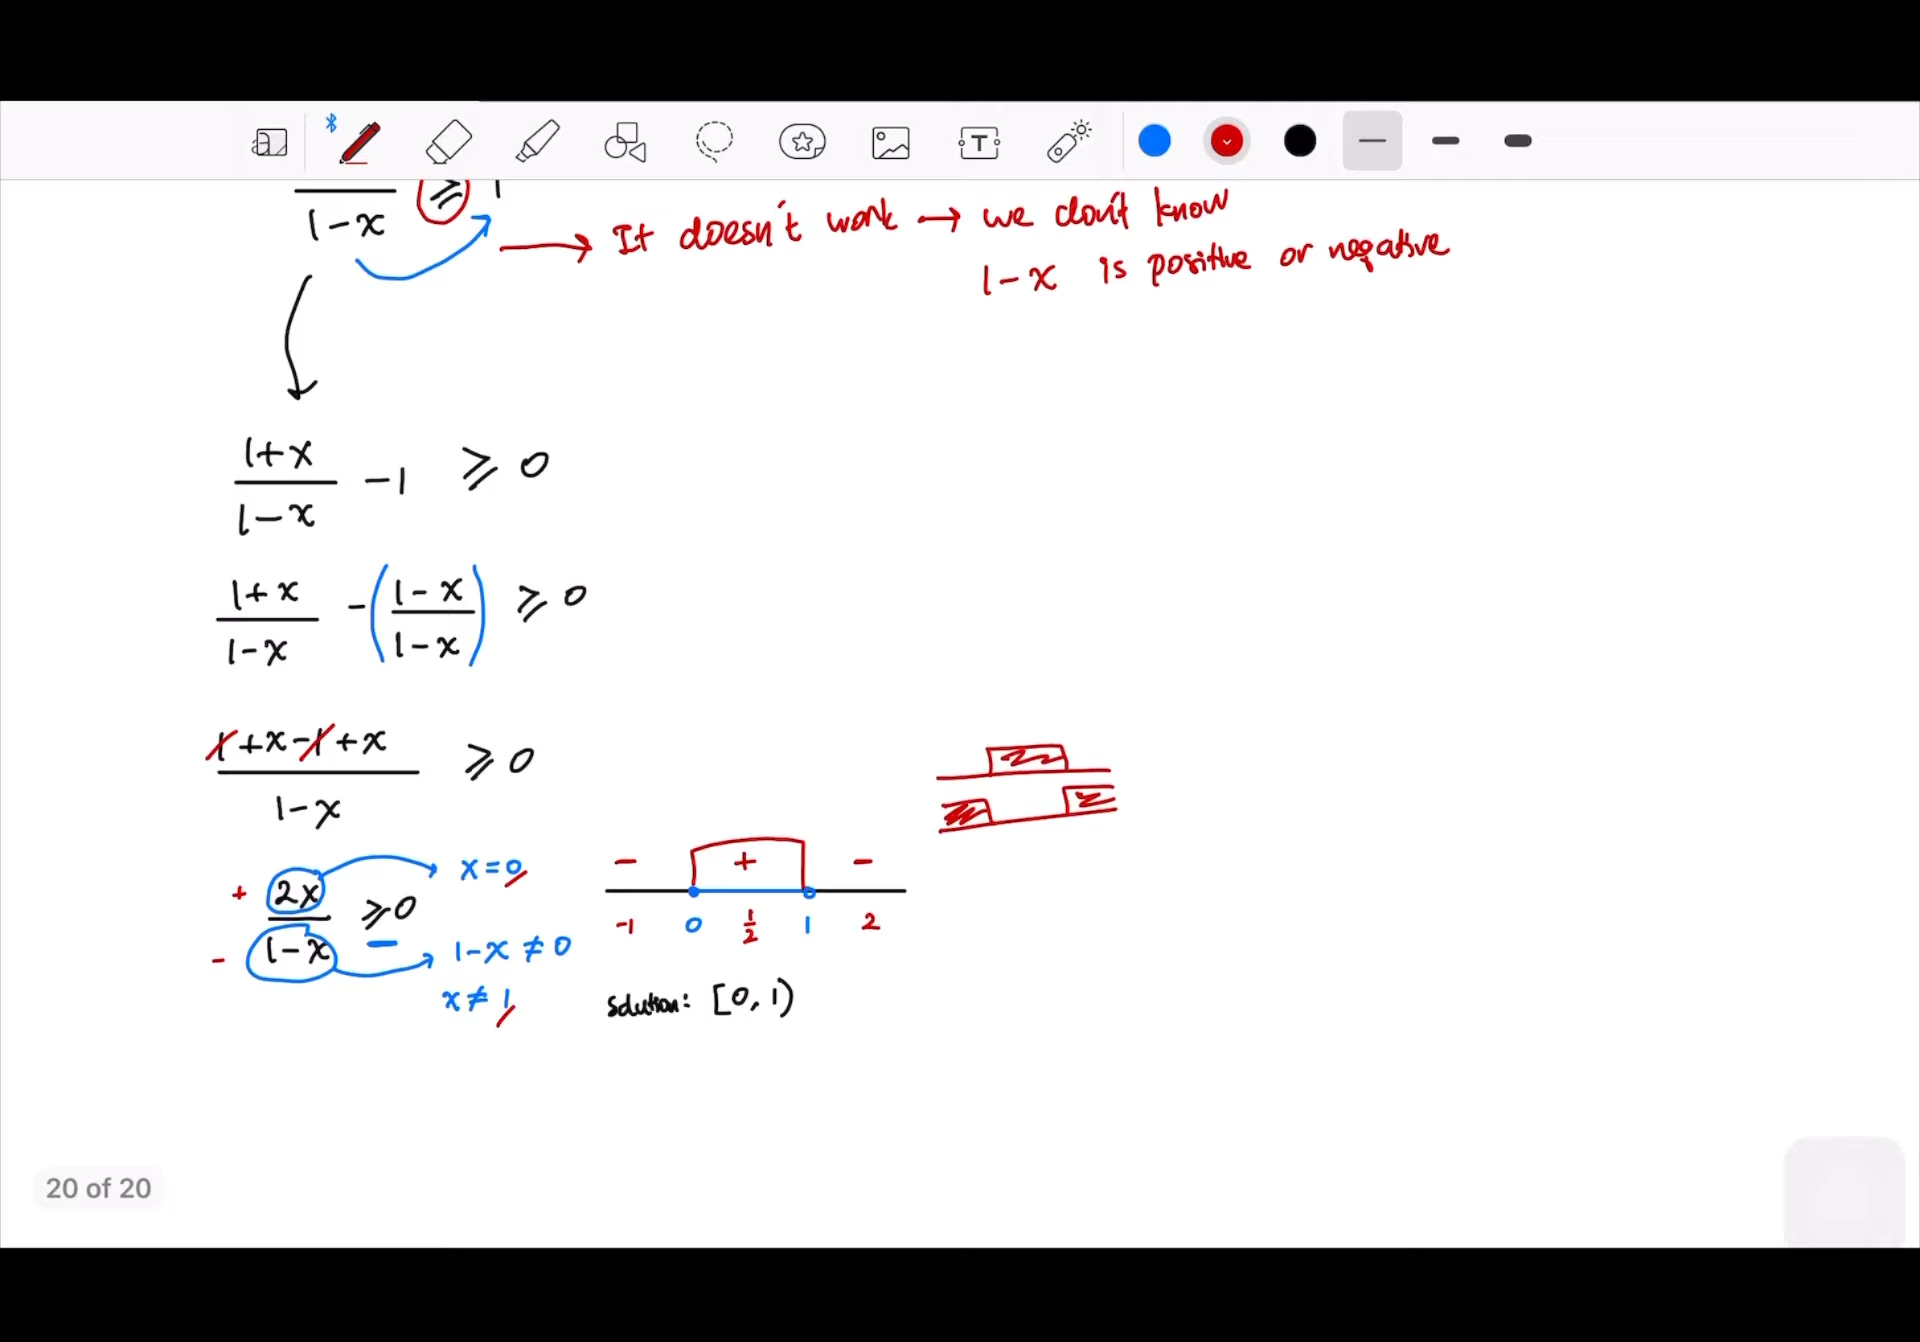 1-x ≥ 1
It doesn't work → we don't know
1-x is positive or negative
(1+x)/(1-x) -1 ≥ 0
(1+x)/(1-x) -((1-x)/(1-x)) ≥ 0
(1+x-1+x)/(1-x) ≥ 0
+ 2x ≥0
- 1-x
x=0
1-x ≠ 0
x ≠ 1
- + -
-1 0 1/2 1 2
Solution: [0, 1)
20 of 20
T